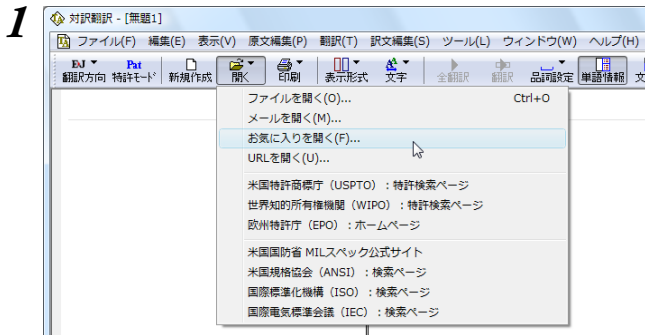 1
対訳翻訳 - [無題1]
ファイル(F) 編集(E) 表示(V) 原文編集(P) 翻訳(T) 訳文編集(S) ツール(L) ウィンドウ(W) ヘルプ(H)
EJ Pat
翻訳方向 特許モード 新規作成 開く 印刷 表示形式 文字 全翻訳 翻訳 品詞設定 単語情報 文
ファイルを開く(O)... Ctrl+O
メールを開く(M)...
お気に入りを開く(F)...
URLを開く(U)...
米国特許商標庁（USPTO）：特許検索ページ
世界知的所有権機関（WIPO）：特許検索ページ
欧州特許庁（EPO）：ホームページ
米国国防省 MILスペック公式サイト
米国規格協会（ANSI）：検索ページ
国際標準化機構（ISO）：検索ページ
国際電気標準会議（IEC）：検索ページ